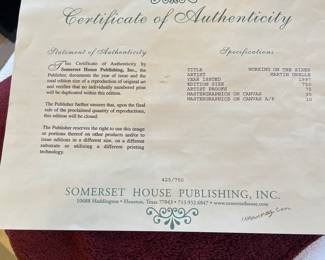 Certificate of Authenticity
Statement of Authenticity
This Certificate of Authenticity by
Somerset House Publishing, Inc., the
Publisher, documents the year of issue and the
total edition size of a reproduction of original art
and verifies that no individually numbered print
will be duplicated within this edition.
The Publisher further ensures that, upon the final
sale of the proclaimed quantity of reproductions,
this edition will be closed.
The Publisher reserves the right to use this image
or portions thereof on other products and/or to
issue editions in a different size, on a different
substrate or utilizing a different printing
technology.
Specifications
TITLE WORKING ON THE SIXES
ARTIST MARTIN GRELLE
YEAR ISSUED 1997
EDITION SIZE
ARTIST PROOFS 75
MASTERGRAPHICS ON CANVAS
MASTERGRAPHICS ON CANVAS A/P 10
425/750
SOMERSET HOUSE PUBLISHING, INC.
10688 Haddington • Houston, Texas 77043 • 713-932-6847 • www.somersethouse.com